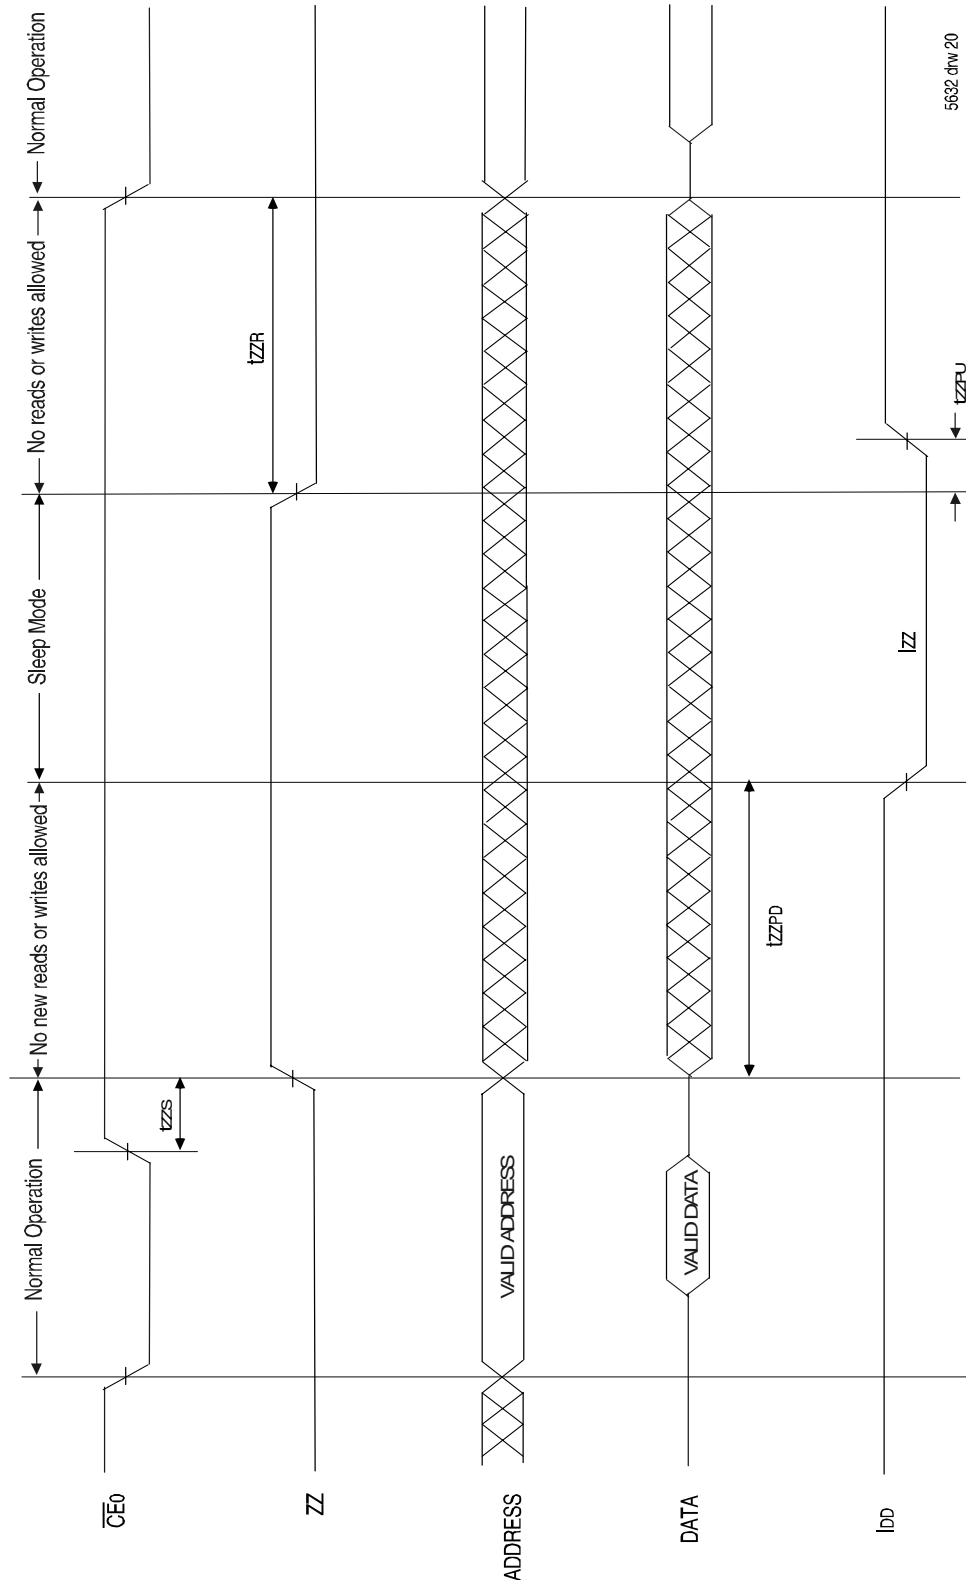 Normal Operation
No new reads or writes allowed
Sleep Mode
No reads or writes allowed
Normal Operation
CE0
tZZS
ZZ
tZZR
ADDRESS
VALID ADDRESS
DATA
VALID DATA
tZZPD
IDD
IZZ
tZZPU
5632 drw 20